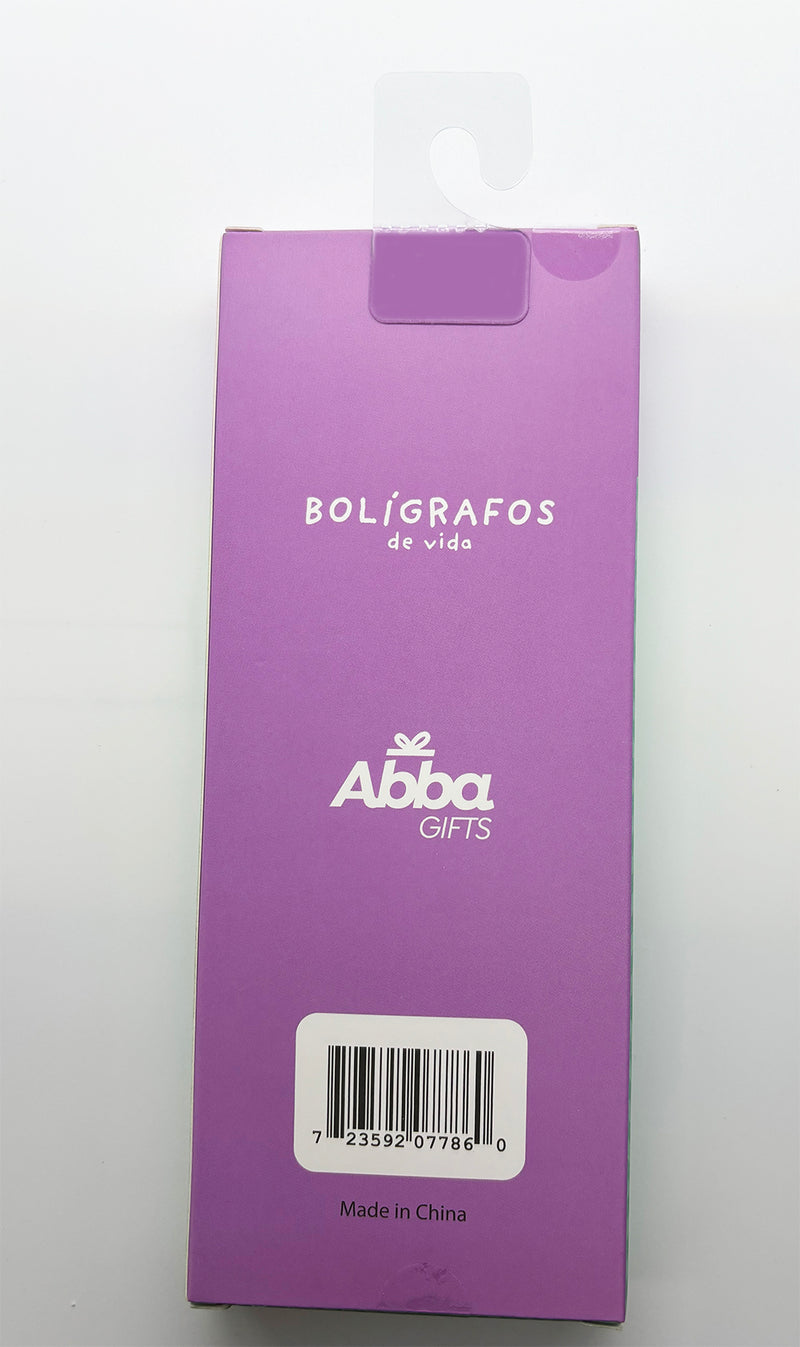 BOLÍGRAFOS
de vida
Abba
GIFTS
7 23592 07786 0
Made in China